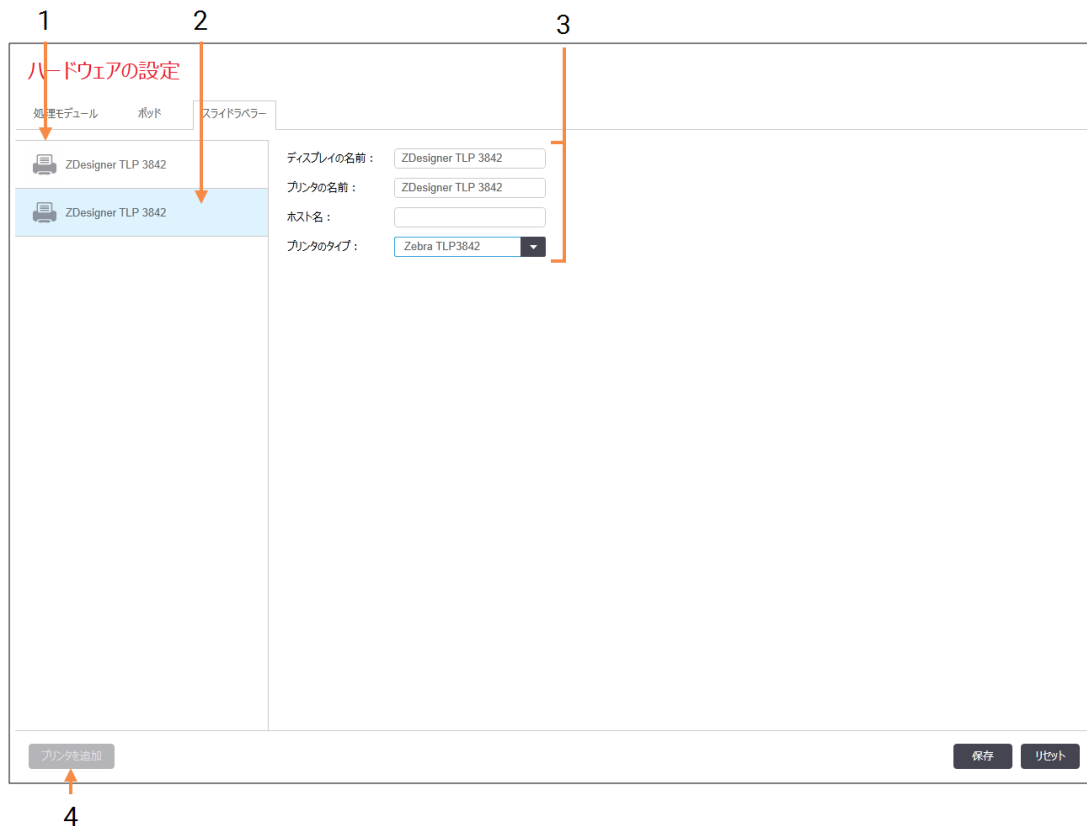 1 2 3
ハードウェアの設定
処理モデュール ポッド スライドラベラー
ZDesigner TLP 3842
ZDesigner TLP 3842
ディスプレイの名前： ZDesigner TLP 3842
プリンタの名前： ZDesigner TLP 3842
ホスト名：
プリンタのタイプ： Zebra TLP3842
プリンタを追加
保存 リセット
4